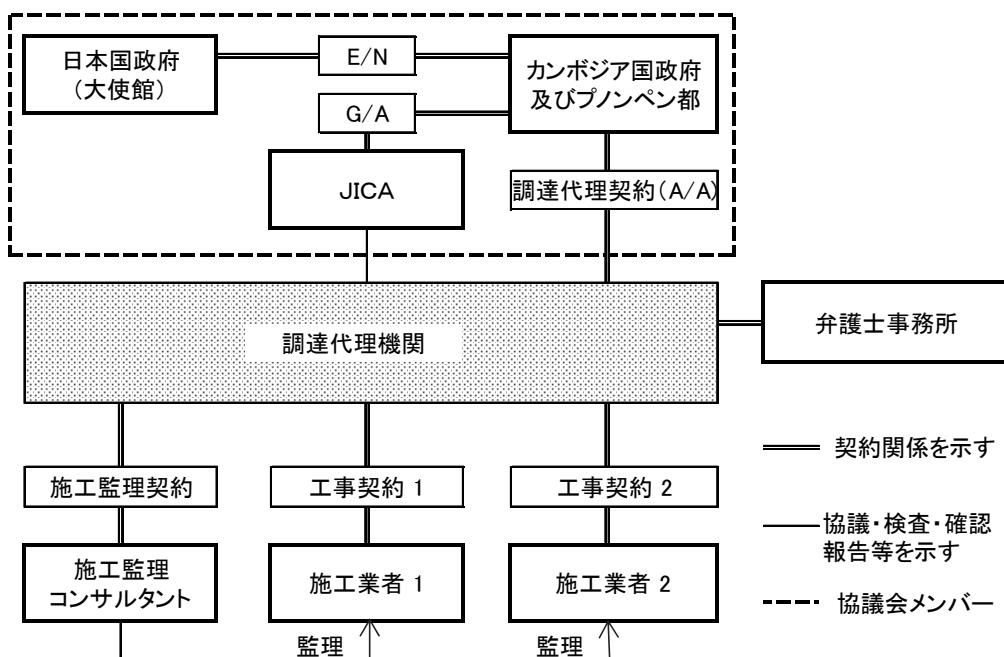 日本国政府
（大使館）
E/N
カンボジア国政府
及びプノンペン都
G/A
JICA
調達代理契約（A/A）
調達代理機関
弁護士事務所
契約関係を示す
施工監理契約
工事契約 1
工事契約 2
協議・検査・確認
報告等を示す
施工監理
コンサルタント
施工業者 1
施工業者 2
協議会メンバー
監理
監理